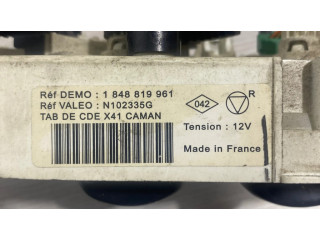 Réf DEMO : 1 848 819 961
Réf VALEO : N102335G
TAB DE CDE X41 CAMAN
042
R
Tension : 12V
Made in France